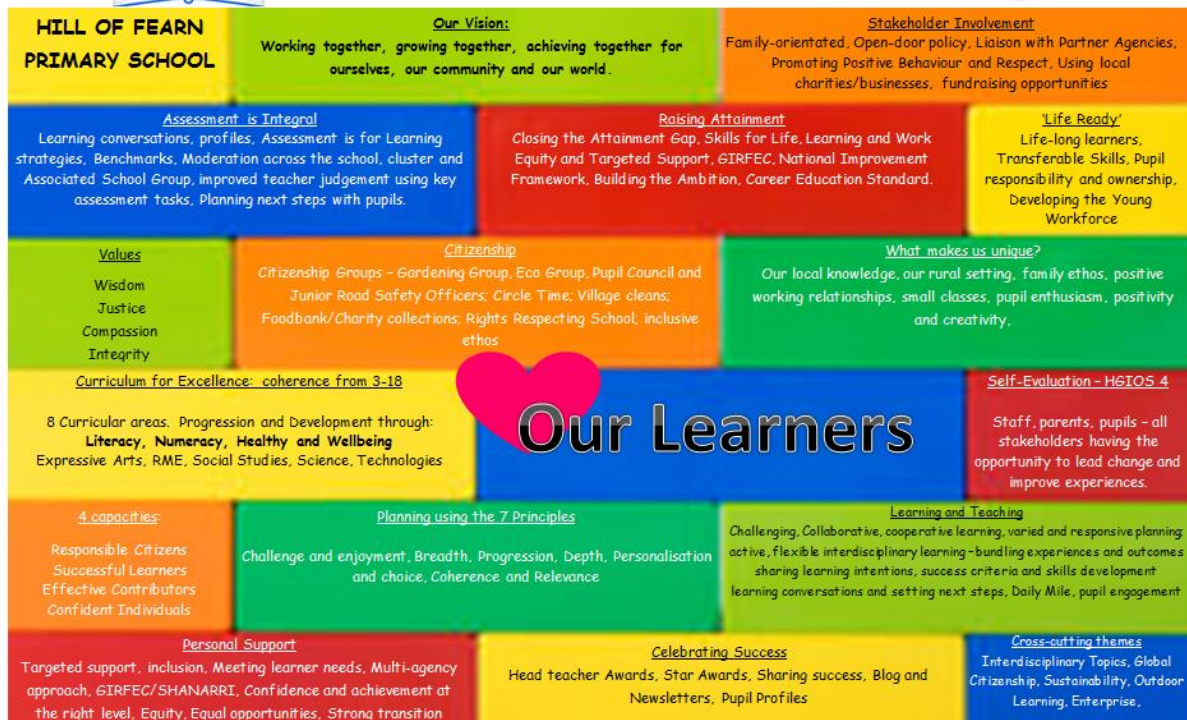 HILL OF FEARN
PRIMARY SCHOOL
Our Vision:
Working together, growing together, achieving together for
ourselves, our community and our world.
Stakeholder Involvement
Family-orientated, Open-door policy, Liaison with Partner Agencies,
Promoting Positive Behaviour and Respect, Using local
charities/businesses, fundraising opportunities
Assessment is Integral
Learning conversations, profiles, Assessment is for Learning
strategies, Benchmarks, Moderation across the school, cluster and
Associated School Group, improved teacher judgement using key
assessment tasks, Planning next steps with pupils.
Raising Attainment
Closing the Attainment Gap, Skills for Life, Learning and Work
Equity and Targeted Support, GIRFEC, National Improvement
Framework, Building the Ambition, Career Education Standard.
'Life Ready'
Life-long learners,
Transferable Skills, Pupil
responsibility and ownership,
Developing the Young
Workforce
Values
Wisdom
Justice
Compassion
Integrity
Citizenship
Citizenship Groups – Gardening Group, Eco Group, Pupil Council and
Junior Road Safety Officers; Circle Time; Village cleans;
Foodbank/Charity collections; Rights Respecting School; inclusive
ethos
What makes us unique?
Our local knowledge, our rural setting, family ethos, positive
working relationships, small classes, pupil enthusiasm, positivity
and creativity,
Curriculum for Excellence: coherence from 3-18
8 Curricular areas. Progression and Development through:
Literacy, Numeracy, Healthy and Wellbeing
Expressive Arts, RME, Social Studies, Science, Technologies
Our Learners
Self-Evaluation – HGIOS 4
Staff, parents, pupils – all
stakeholders having the
opportunity to lead change and
improve experiences.
4 capacities:
Responsible Citizens
Successful Learners
Effective Contributors
Confident Individuals
Planning using the 7 Principles
Challenge and enjoyment, Breadth, Progression, Depth, Personalisation
and choice, Coherence and Relevance
Learning and Teaching
Challenging, Collaborative, cooperative learning, varied and responsive planning
active, flexible interdisciplinary learning – bundling experiences and outcomes
sharing learning intentions, success criteria and skills development
learning conversations and setting next steps, Daily Mile, pupil engagement
Personal Support
Targeted support, inclusion, Meeting learner needs, Multi-agency
approach, GIRFEC/SHANARRI, Confidence and achievement at
the right level, Equity, Equal opportunities, Strong transition
Celebrating Success
Head teacher Awards, Star Awards, Sharing success, Blog and
Newsletters, Pupil Profiles
Cross-cutting themes
Interdisciplinary Topics, Global
Citizenship, Sustainability, Outdoor
Learning, Enterprise,